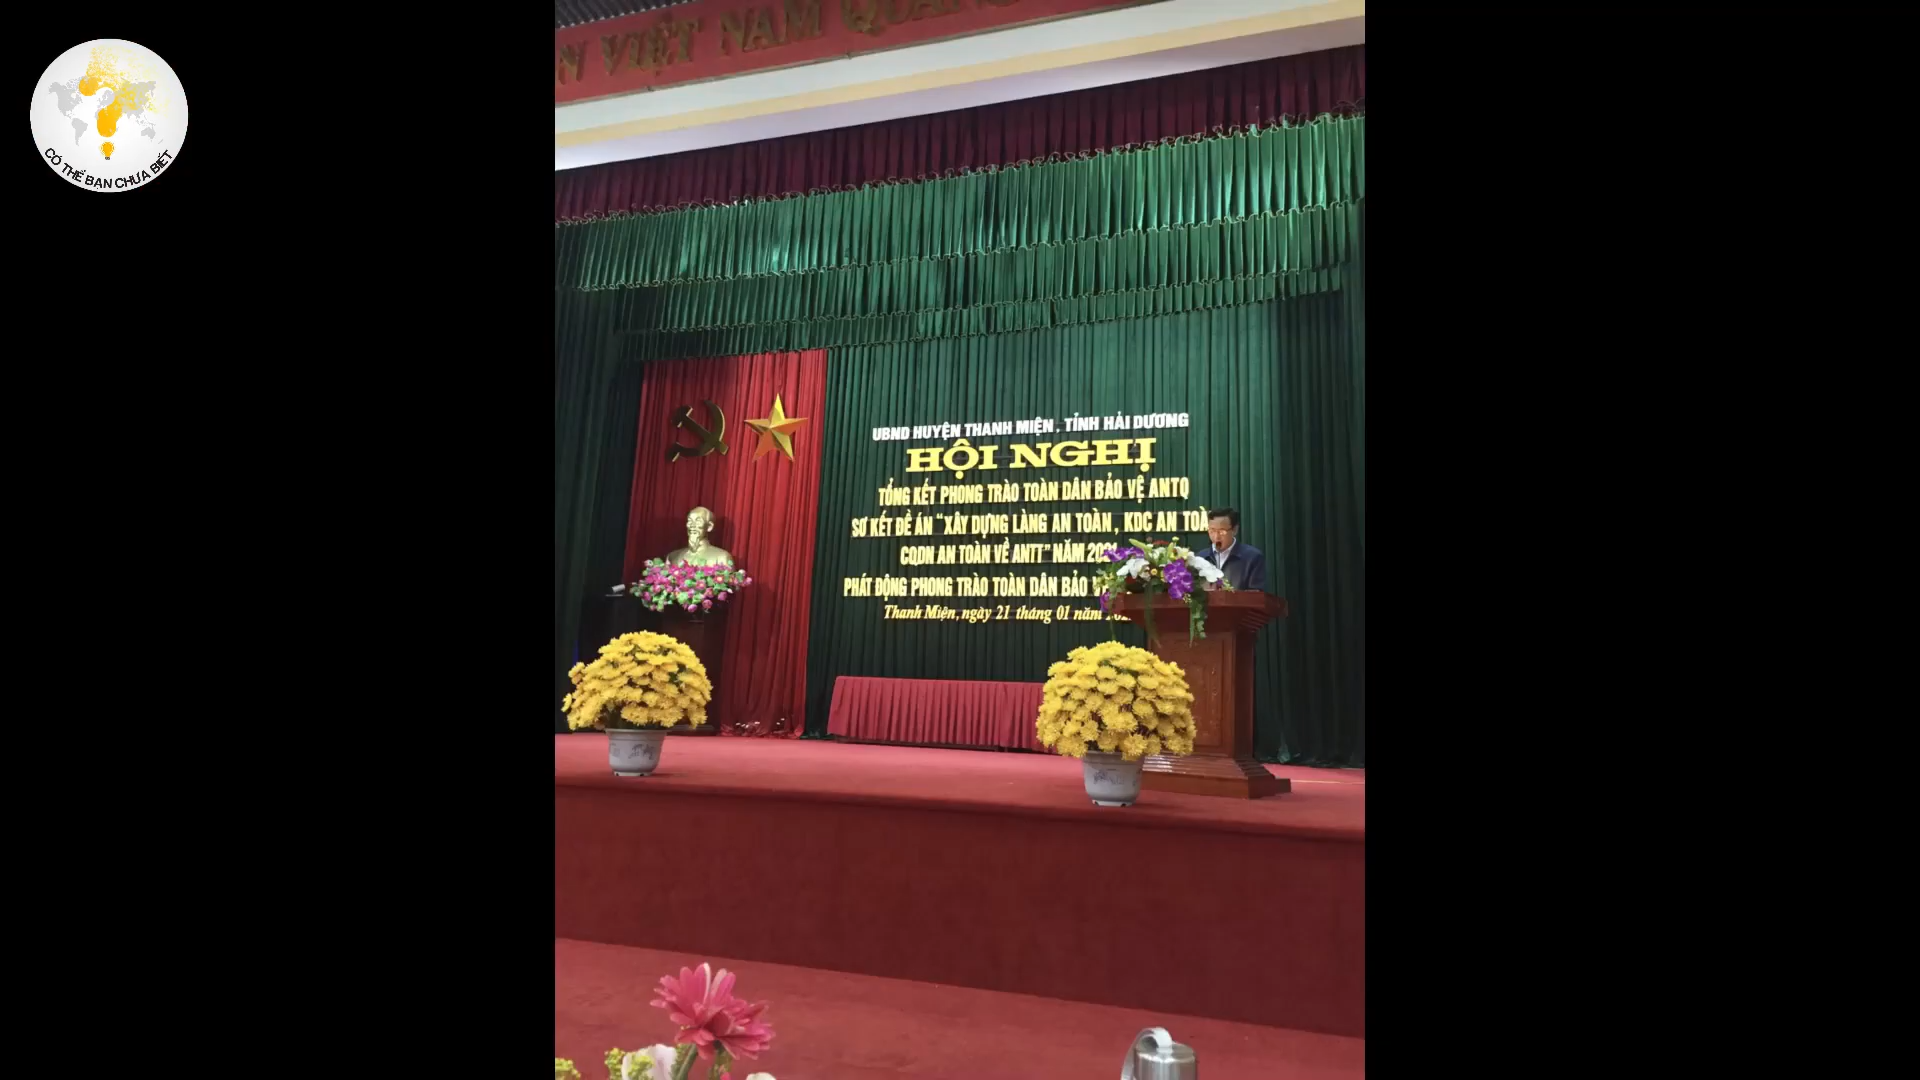 CÓ THỂ BẠN CHƯA BIẾT
VIỆT NAM QUANG
UBND HUYỆN THANH MIỆN, TỈNH HẢI DƯƠNG
HỘI NGHỊ
TỔNG KẾT PHONG TRÀO TOÀN DÂN BẢO VỆ ANTQ
SƠ KẾT ĐỀ ÁN "XÂY DỰNG LÀNG AN TOÀN, KDC AN TOÀ
CQDN AN TOÀN VỀ ANTT" NĂM
PHÁT ĐỘNG PHONG TRÀO TOÀN DÂN BẢO
Thanh Miện, ngày 21 tháng 01 năm